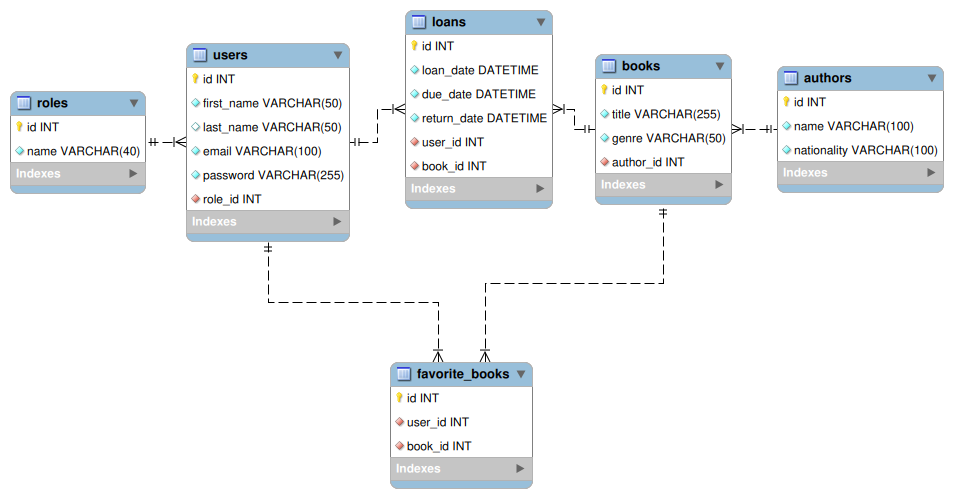 roles
id INT
name VARCHAR(40)
Indexes
users
id INT
first_name VARCHAR(50)
last_name VARCHAR(50)
email VARCHAR(100)
password VARCHAR(255)
role_id INT
Indexes
loans
id INT
loan_date DATETIME
due_date DATETIME
return_date DATETIME
user_id INT
book_id INT
Indexes
books
id INT
title VARCHAR(255)
genre VARCHAR(50)
author_id INT
Indexes
authors
id INT
name VARCHAR(100)
nationality VARCHAR(100)
Indexes
favorite_books
id INT
user_id INT
book_id INT
Indexes